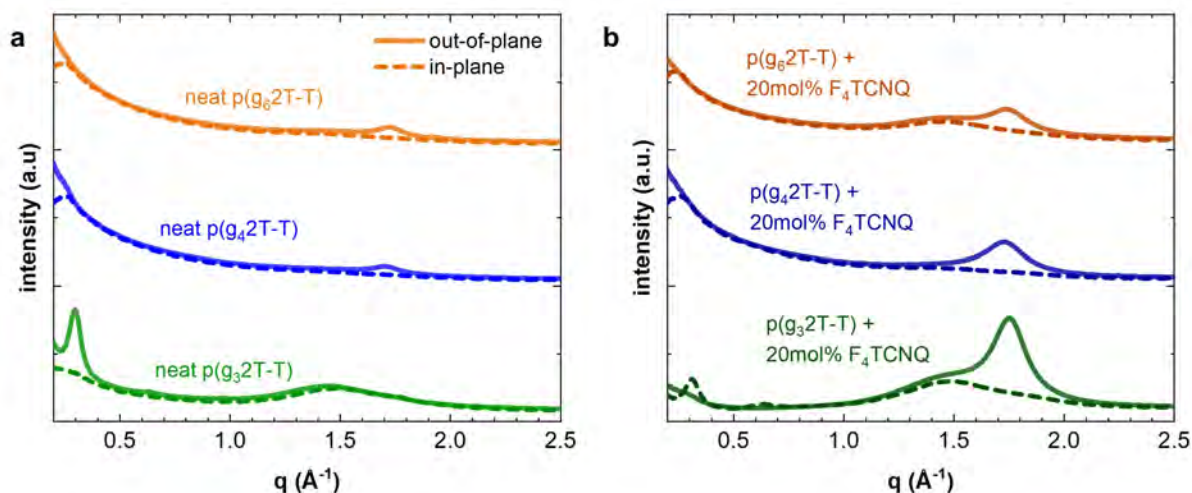 a
out-of-plane
in-plane
neat p(g₆2T-T)
neat p(g₄2T-T)
neat p(g₃2T-T)
intensity (a.u)
0.5 1.0 1.5 2.0 2.5
q (Å⁻¹)
b
p(g₆2T-T) +
20mol% F₄TCNQ
p(g₄2T-T) +
20mol% F₄TCNQ
p(g₃2T-T) +
20mol% F₄TCNQ
intensity (a.u.)
0.5 1.0 1.5 2.0 2.5
q (Å⁻¹)